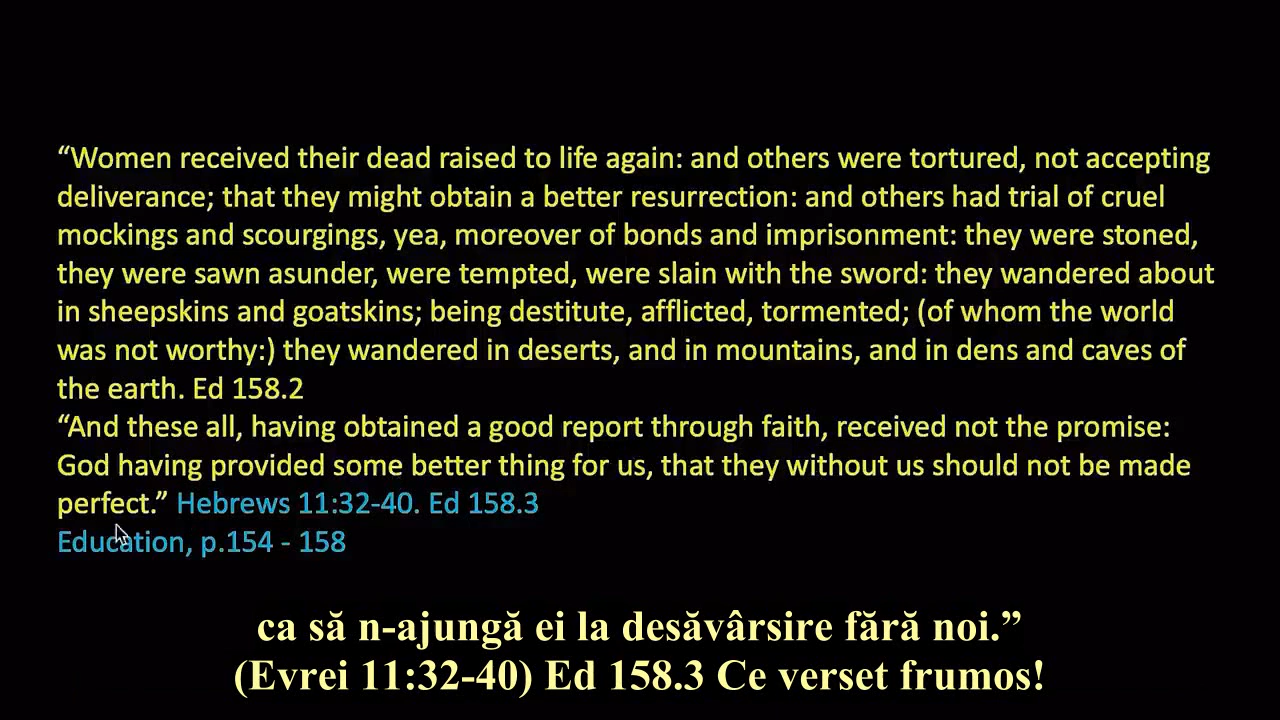 “Women received their dead raised to life again: and others were tortured, not accepting
deliverance; that they might obtain a better resurrection: and others had trial of cruel
mockings and scourgings, yea, moreover of bonds and imprisonment: they were stoned,
they were sawn asunder, were tempted, were slain with the sword: they wandered about
in sheepskins and goatskins; being destitute, afflicted, tormented; (of whom the world
was not worthy:) they wandered in deserts, and in mountains, and in dens and caves of
the earth. Ed 158.2
“And these all, having obtained a good report through faith, received not the promise:
God having provided some better thing for us, that they without us should not be made
perfect.” Hebrews 11:32-40. Ed 158.3
Education, p.154 - 158
ca să n-ajungă ei la desăvârsire fără noi.”
(Evrei 11:32-40) Ed 158.3 Ce verset frumos!